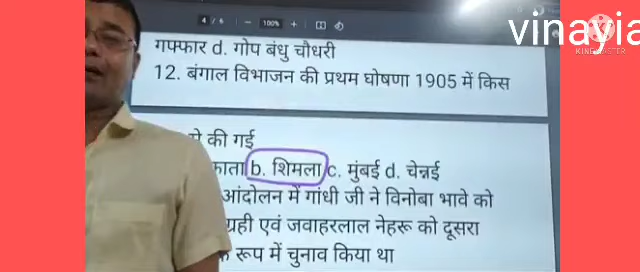 4 / 6 - 100% +
vinayia
KINEMASTER
गफ्फार d. गोप बंधु चौधरी
12. बंगाल विभाजन की प्रथम घोषणा 1905 में किस
की गई
b. शिमला c. मुंबई d. चेन्नई
आंदोलन में गांधी जी ने विनोबा भावे को
एवं जवाहरलाल नेहरू को दूसरा
रूप में चुनाव किया था